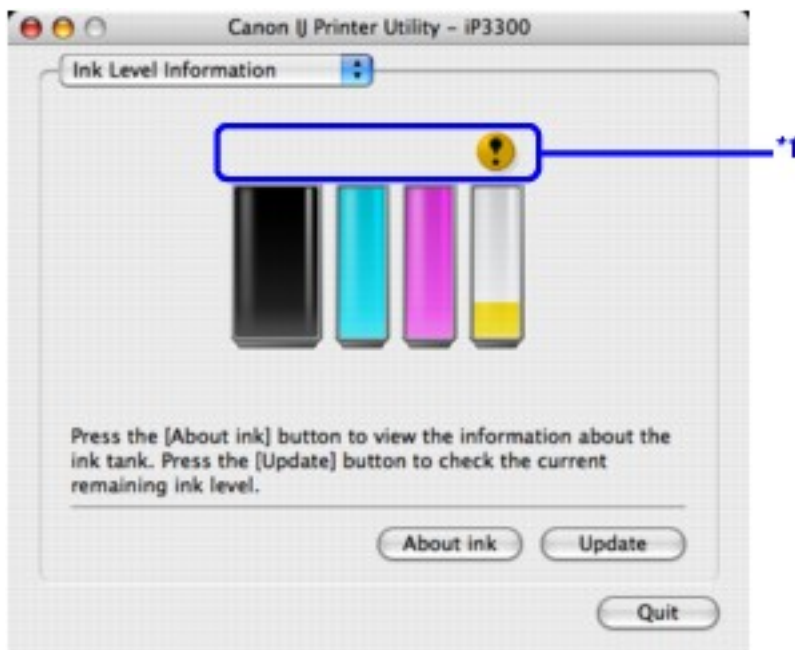 Canon IJ Printer Utility – iP3300
Ink Level Information
*1
Press the [About ink] button to view the information about the
ink tank. Press the [Update] button to check the current
remaining ink level.
About ink
Update
Quit